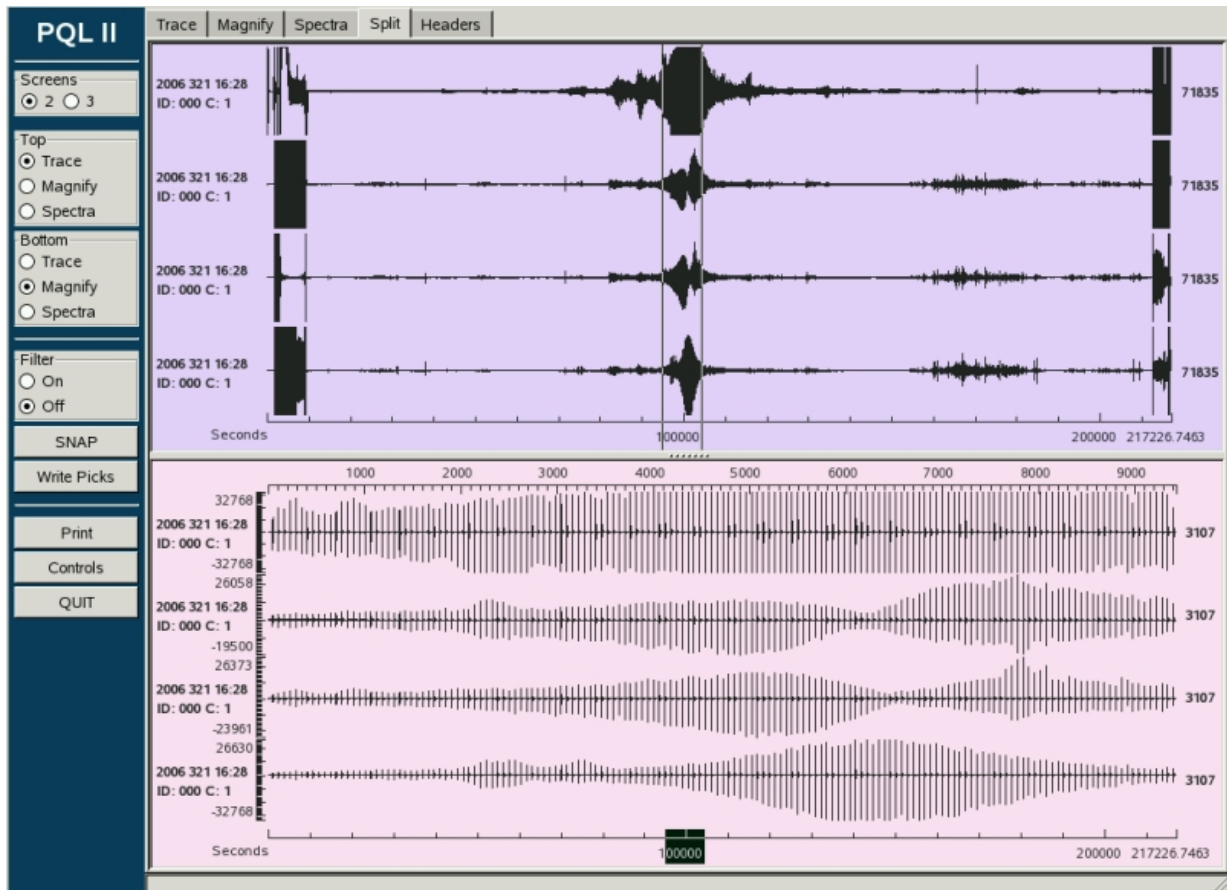 PQL II
Screens
2 3
Top
Trace
Magnify
Spectra
Bottom
Trace
Magnify
Spectra
Filter
On
Off
SNAP
Write Picks
Print
Controls
QUIT
Trace Magnify Spectra Split Headers
2006 321 16:28
ID: 000 C: 1
71835
2006 321 16:28
ID: 000 C: 1
71835
2006 321 16:28
ID: 000 C: 1
71835
2006 321 16:28
ID: 000 C: 1
71835
Seconds 100000 200000 217226.7463
1000 2000 3000 4000 5000 6000 7000 8000 9000
32768
2006 321 16:28
ID: 000 C: 1
-32768
3107
26058
2006 321 16:28
ID: 000 C: 1
-19500
3107
26373
2006 321 16:28
ID: 000 C: 1
-23961
3107
26630
2006 321 16:28
ID: 000 C: 1
-32768
3107
Seconds 100000 200000 217226.7463